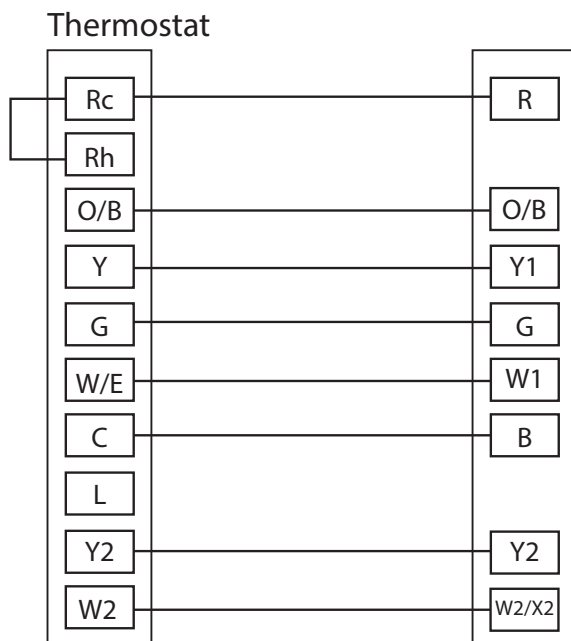 Thermostat
Rc R
Rh
O/B O/B
Y Y1
G G
W/E W1
C B
L
Y2 Y2
W2 W2/X2